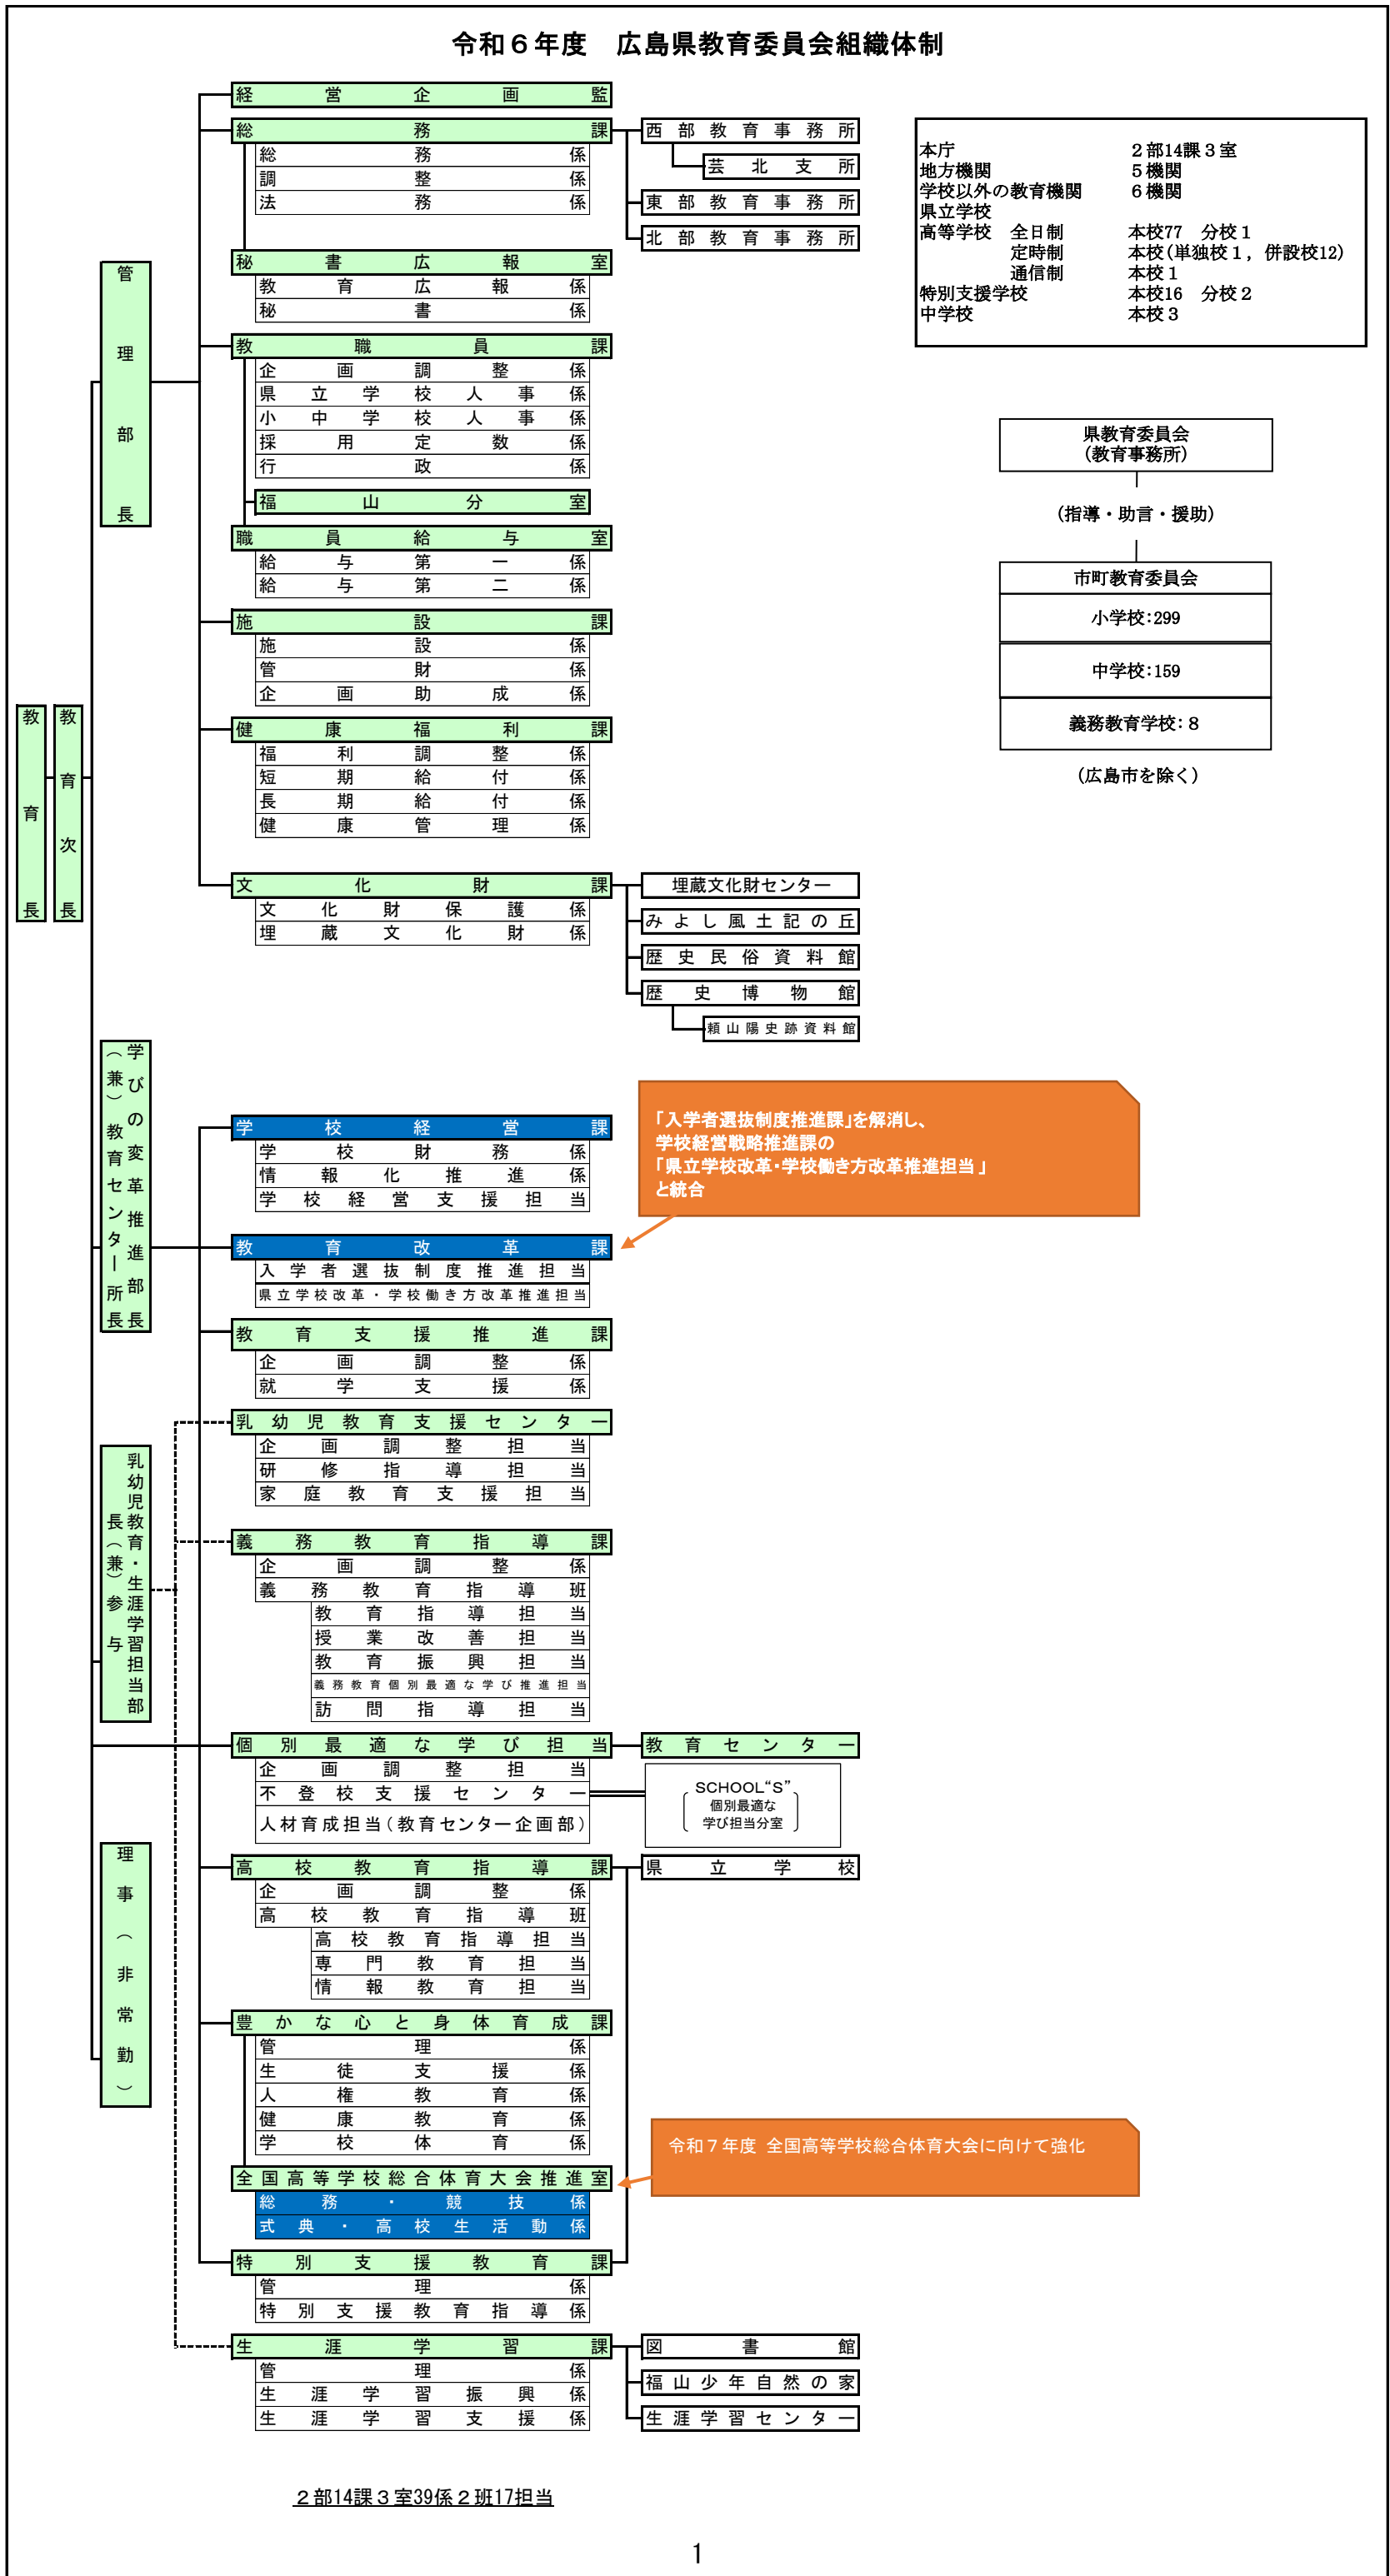 令和６年度　広島県教育委員会組織体制
経営企画監
総務課
総務係
調整係
法務係
西部教育事務所
芸北支所
東部教育事務所
北部教育事務所
秘書広報室
教育広報係
秘書係
教職員課
企画調整係
県立学校人事係
小中学校人事係
採用定数係
行政係
福山分室
職員給与室
給与第一係
給与第二係
施設課
施設係
管財係
企画助成係
健康福利課
福利調整係
短期給付係
長期給付係
健康管理係
文化財課
文化財保護係
埋蔵文化財係
埋蔵文化財センター
みよし風土記の丘
歴史民俗資料館
歴史博物館
頼山陽史跡資料館
本庁　２部14課３室
地方機関　５機関
学校以外の教育機関　６機関
県立学校
高等学校　全日制　本校77　分校１
定時制　本校(単独校１，併設校12)
通信制　本校１
特別支援学校　本校16　分校２
中学校　本校３
県教育委員会
(教育事務所)
(指導・助言・援助)
市町教育委員会
小学校:299
中学校:159
義務教育学校:８
(広島市を除く)
教育長
教育次長
管理部長
学びの変革推進部長
（兼）教育センター所長
乳幼児教育・生涯学習担当部
長（兼）参与
理事（非常勤）
学校経営課
学校財務係
情報化推進係
学校経営支援担当
教育改革課
入学者選抜制度推進担当
県立学校改革・学校働き方改革推進担当
「入学者選抜制度推進課」を解消し、
学校経営戦略推進課の
「県立学校改革・学校働き方改革推進担当」
と統合
教育支援推進課
企画調整係
就学支援係
乳幼児教育支援センター
企画調整担当
研修指導担当
家庭教育支援担当
義務教育指導課
企画調整係
義務教育指導班
教育指導担当
授業改善担当
教育振興担当
義務教育個別最適な学び推進担当
訪問指導担当
個別最適な学び担当
企画調整担当
不登校支援センター
人材育成担当(教育センター企画部)
教育センター
SCHOOL“S”
個別最適な
学び担当分室
高校教育指導課
企画調整係
高校教育指導班
高校教育指導担当
専門教育担当
情報教育担当
県立学校
豊かな心と身体育成課
管理係
生徒支援係
人権教育係
健康教育係
学校体育係
全国高等学校総合体育大会推進室
総務・競技係
式典・高校生活動係
令和７年度 全国高等学校総合体育大会に向けて強化
特別支援教育課
管理係
特別支援教育指導係
生涯学習課
管理係
生涯学習振興係
生涯学習支援係
図書館
福山少年自然の家
生涯学習センター
２部14課３室39係２班17担当
1